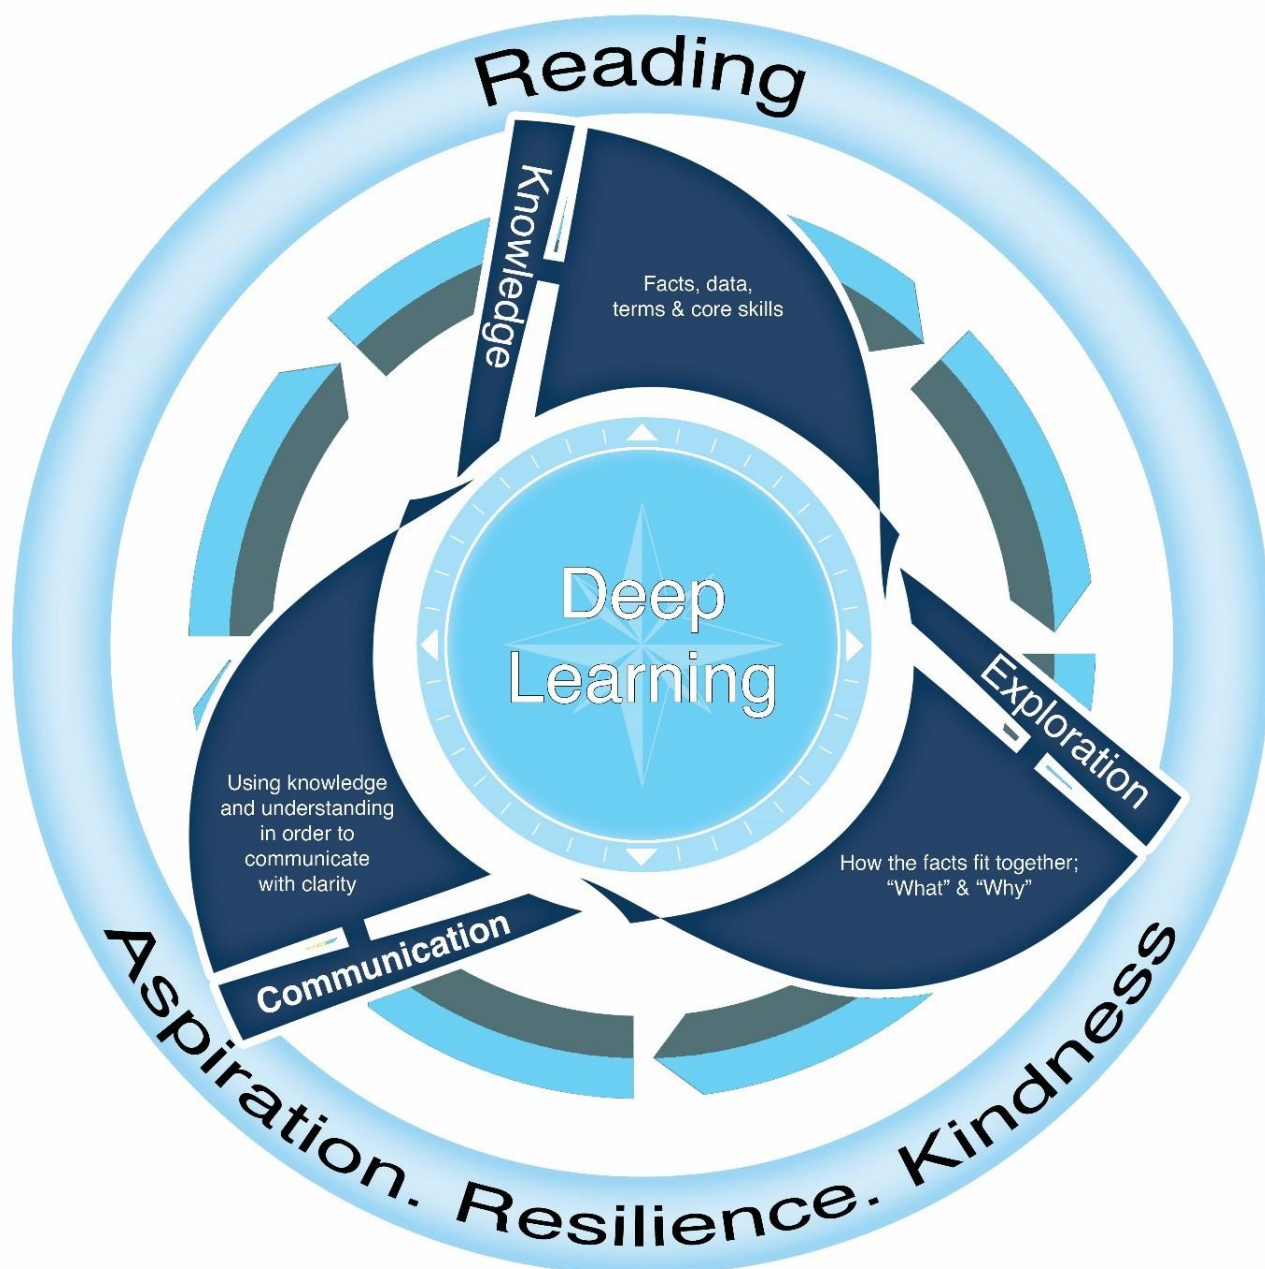 Reading
Knowledge
Facts, data,
terms & core skills
Deep
Learning
Exploration
How the facts fit together;
“What” & “Why”
Using knowledge
and understanding
in order to
communicate
with clarity
Communication
Aspiration. Resilience. Kindness